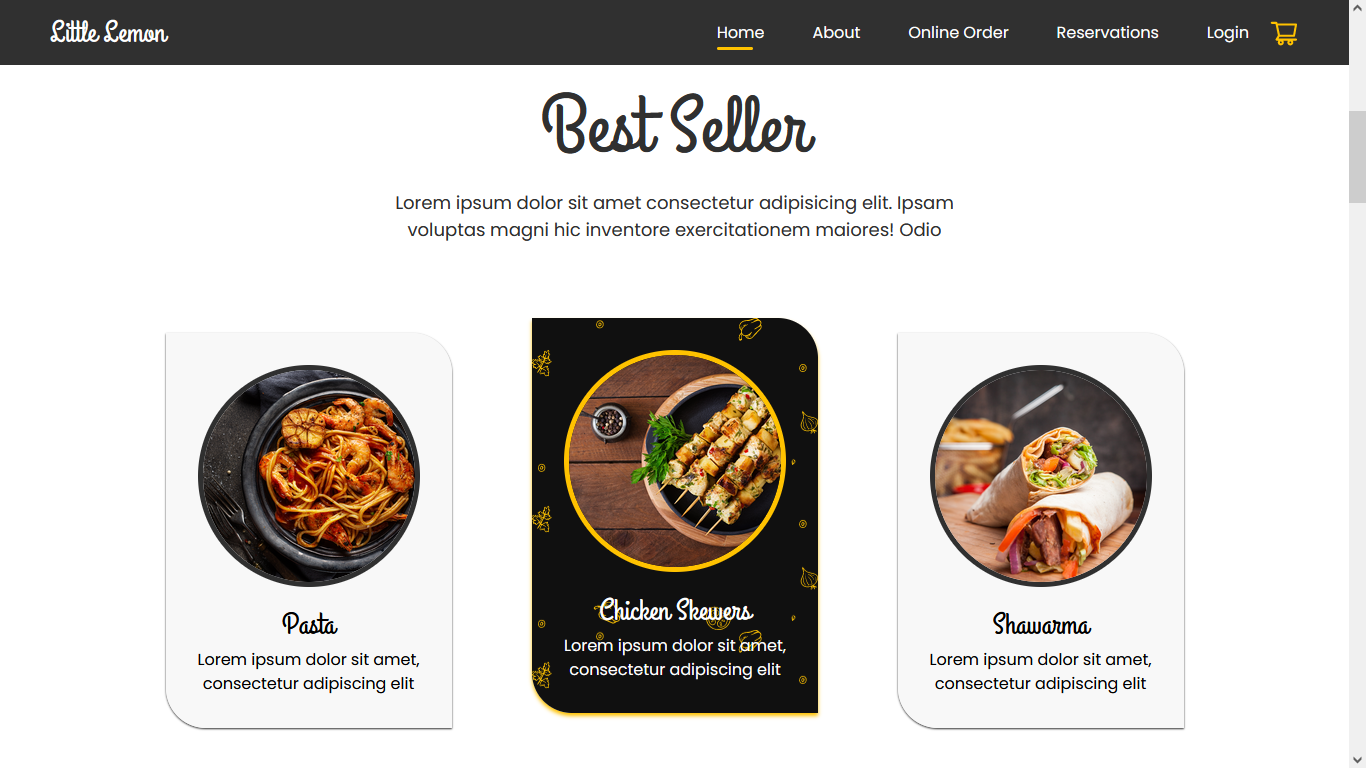 Little Lemon
Home About Online Order Reservations Login
Best Seller
Lorem ipsum dolor sit amet consectetur adipisicing elit. Ipsam
voluptas magni hic inventore exercitationem maiores! Odio
Pasta
Lorem ipsum dolor sit amet,
consectetur adipiscing elit
Chicken Skewers
Lorem ipsum dolor sit amet,
consectetur adipiscing elit
Shawarma
Lorem ipsum dolor sit amet,
consectetur adipiscing elit